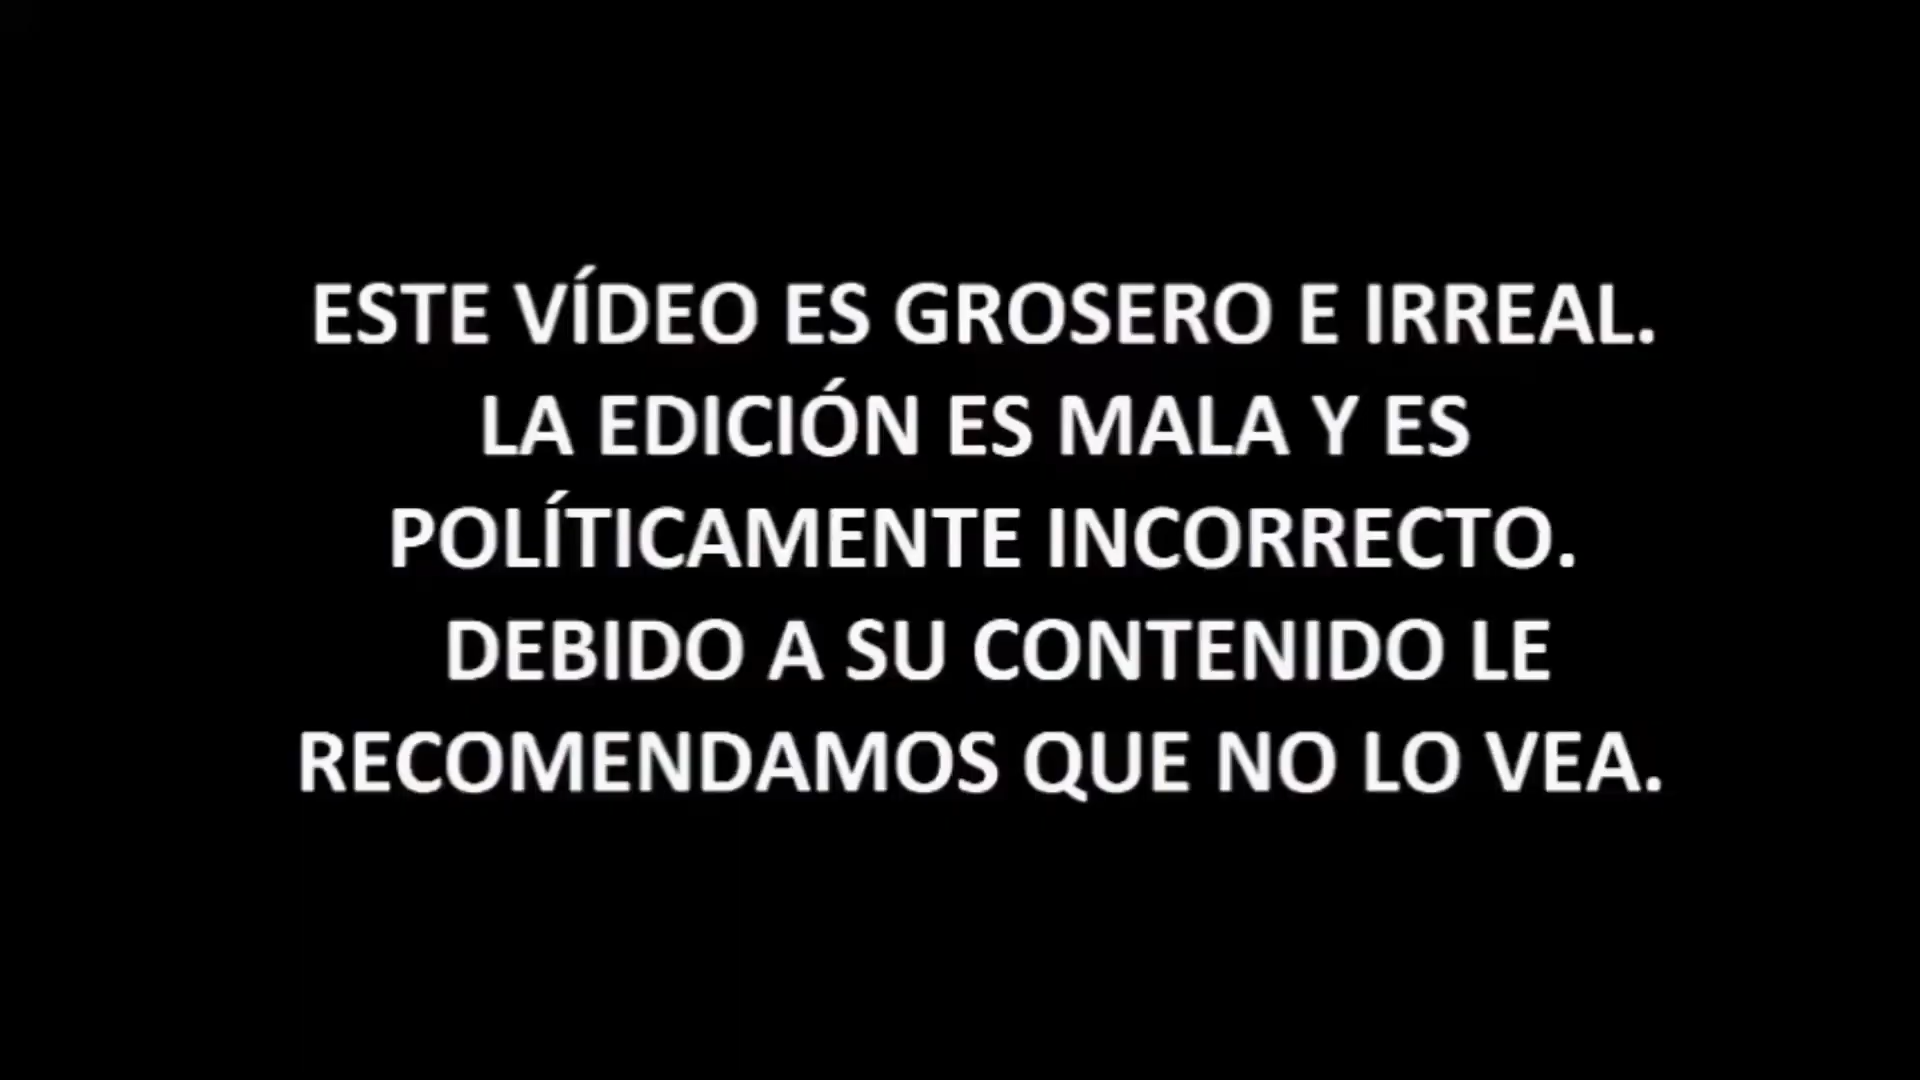 ESTE VÍDEO ES GROSERO E IRREAL.
LA EDICIÓN ES MALA Y ES
POLÍTICAMENTE INCORRECTO.
DEBIDO A SU CONTENIDO LE
RECOMENDAMOS QUE NO LO VEA.